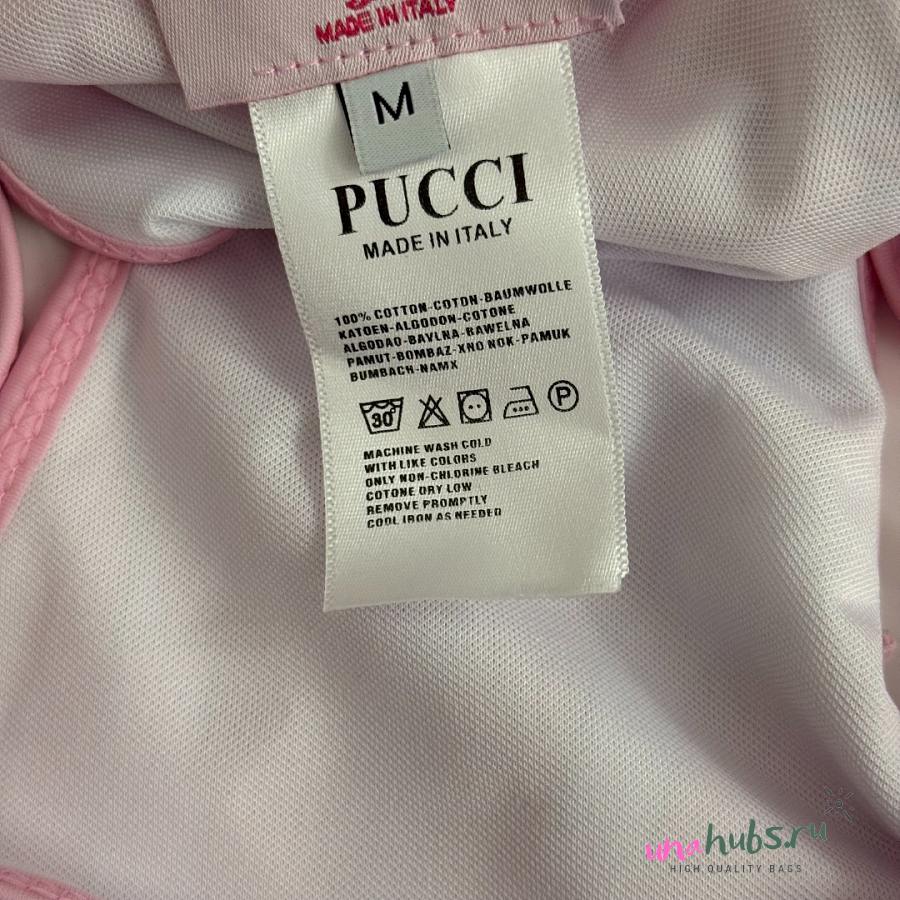 MADE IN ITALY
M
PUCCI
MADE IN ITALY
100% COTTON-COTON-BAUMWOLLE
KATOEN-ALGODON-COTONE
ALGODAO-BAVLNA-RAWELNA
PAMUT-BOMBAZ-XHO NOK-PAMUK
BUMBACH-NAMX
30° P
MACHINE WASH COLD
WITH LIKE COLORS
ONLY NON-CHLORINE BLEACH
COTONE DRY LOW
REMOVE PROMPTLY
COOL IRON AS NEEDED
unahubs.ru
HIGH QUALITY BAGS